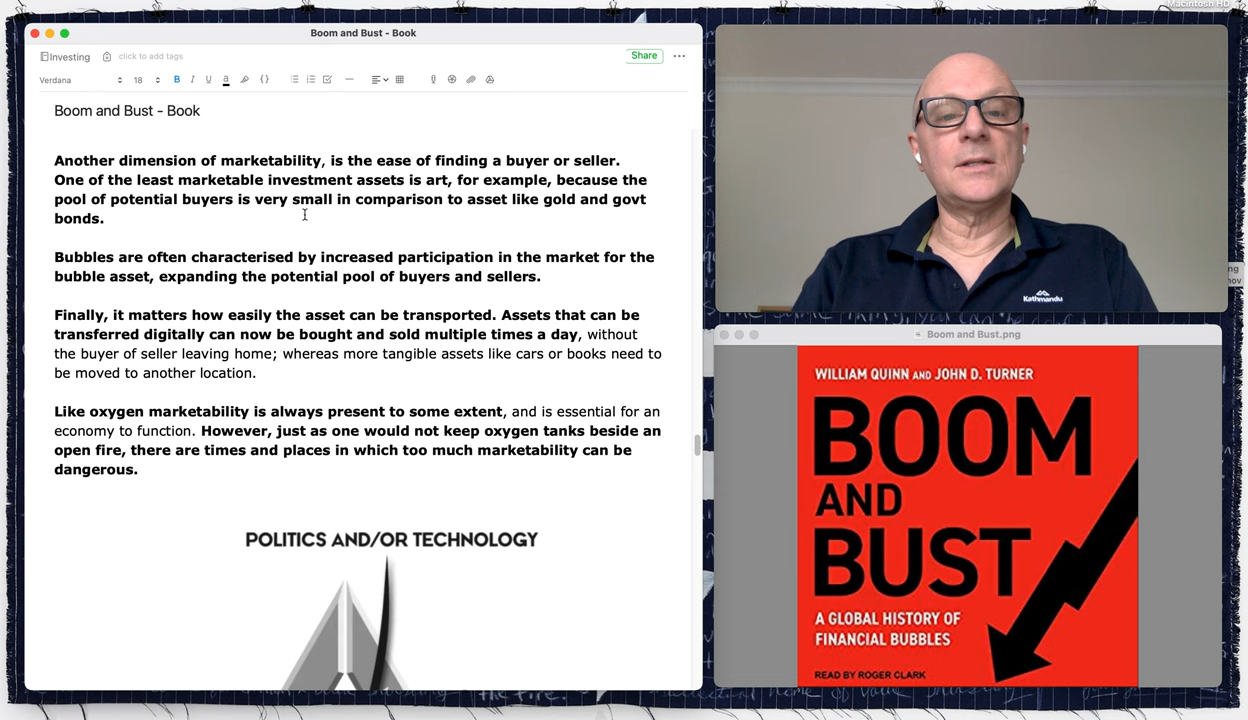 Macintosh HD
Boom and Bust - Book
Investing
click to add tags
Share
Verdana
18
B I U a
Boom and Bust - Book
Another dimension of marketability, is the ease of finding a buyer or seller.
One of the least marketable investment assets is art, for example, because the
pool of potential buyers is very small in comparison to asset like gold and govt
bonds.
Bubbles are often characterised by increased participation in the market for the
bubble asset, expanding the potential pool of buyers and sellers.
Finally, it matters how easily the asset can be transported. Assets that can be
transferred digitally can now be bought and sold multiple times a day, without
the buyer of seller leaving home; whereas more tangible assets like cars or books need to
be moved to another location.
Like oxygen marketability is always present to some extent, and is essential for an
economy to function. However, just as one would not keep oxygen tanks beside an
open fire, there are times and places in which too much marketability can be
dangerous.
POLITICS AND/OR TECHNOLOGY
Kathmandu
Boom and Bust.png
WILLIAM QUINN AND JOHN D. TURNER
BOOM
AND
BUST
A GLOBAL HISTORY OF
FINANCIAL BUBBLES
READ BY ROGER CLARK